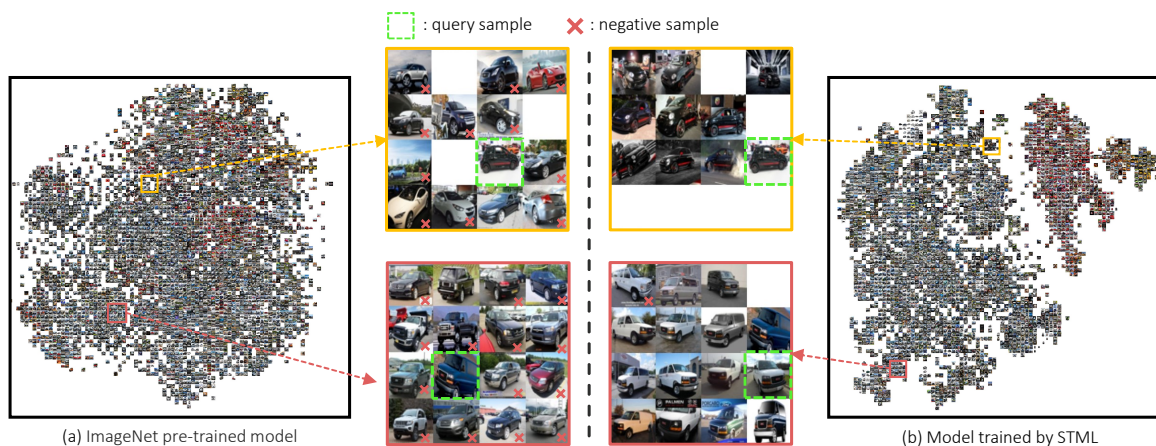 : query sample
: negative sample
(a) ImageNet pre-trained model
(b) Model trained by STML